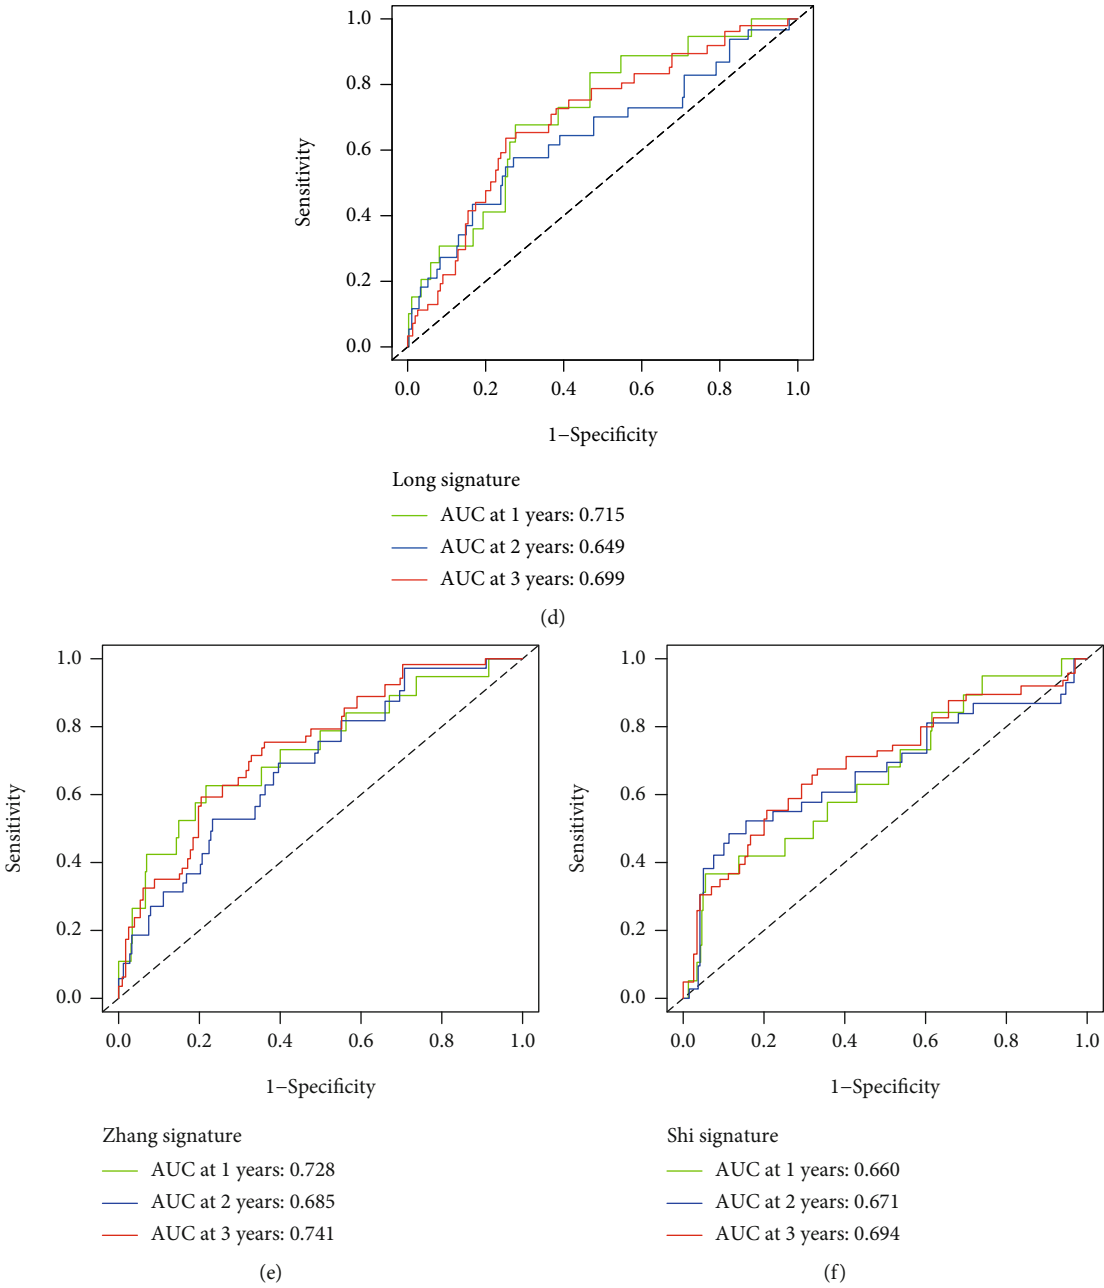 1.0
0.8
0.6
0.4
0.2
0.0
Sensitivity
0.0 0.2 0.4 0.6 0.8 1.0
1−Specificity
Long signature
AUC at 1 years: 0.715
AUC at 2 years: 0.649
AUC at 3 years: 0.699
(d)
1.0
0.8
0.6
0.4
0.2
0.0
Sensitivity
0.0 0.2 0.4 0.6 0.8 1.0
1−Specificity
Zhang signature
AUC at 1 years: 0.728
AUC at 2 years: 0.685
AUC at 3 years: 0.741
(e)
1.0
0.8
0.6
0.4
0.2
0.0
Sensitivity
0.0 0.2 0.4 0.6 0.8 1.0
1−Specificity
Shi signature
AUC at 1 years: 0.660
AUC at 2 years: 0.671
AUC at 3 years: 0.694
(f)